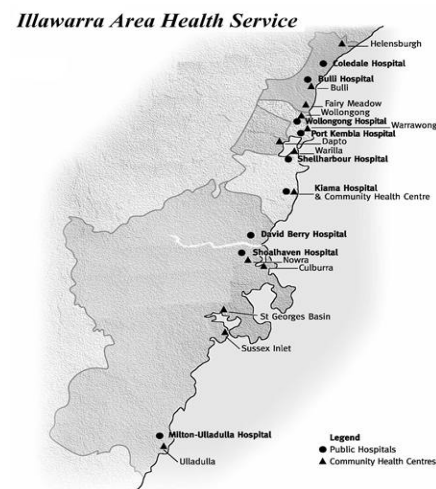 Illawarra Area Health Service
Helensburgh
Coledale Hospital
Bulli Hospital
Bulli
Fairy Meadow
Wollongong
Wollongong Hospital
Warrawong
Port Kembla Hospital
Dapto
Warilla
Shellharbour Hospital
Kiama Hospital
& Community Health Centre
David Berry Hospital
Shoalhaven Hospital
Nowra
Culburra
St Georges Basin
Sussex Inlet
Milton-Ulladulla Hospital
Ulladulla
Legend
Public Hospitals
Community Health Centres